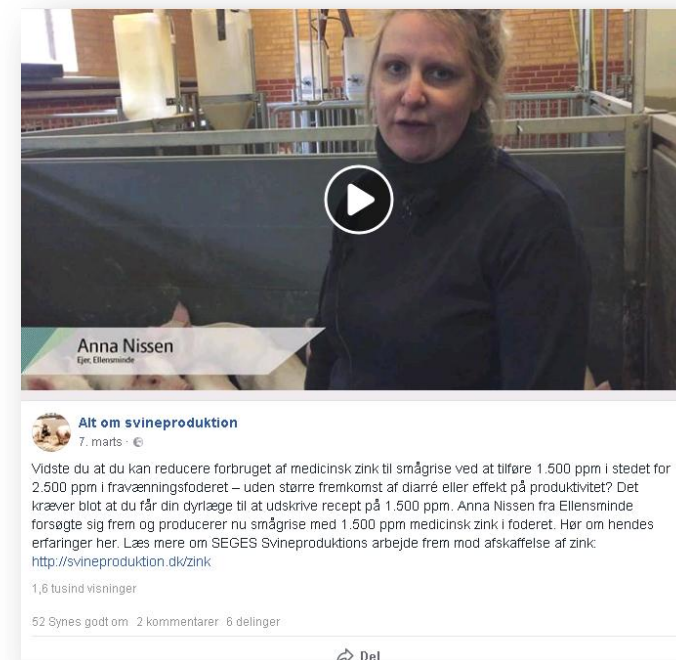 Anna Nissen
Ejer, Ellensminde
Alt om svineproduktion
7. marts ·
Vidste du at du kan reducere forbruget af medicinsk zink til smågrise ved at tilføre 1.500 ppm i stedet for
2.500 ppm i fravænningsfoderet – uden større fremkomst af diarré eller effekt på produktivitet? Det
kræver blot at du får din dyrlæge til at udskrive recept på 1.500 ppm. Anna Nissen fra Ellensminde
forsøgte sig frem og producerer nu smågrise med 1.500 ppm medicinsk zink i foderet. Hør om hendes
erfaringer her. Læs mere om SEGES Svineproduktions arbejde frem mod afskaffelse af zink:
http://svineproduktion.dk/zink
1,6 tusind visninger
52 Synes godt om 2 kommentarer 6 delinger
Del